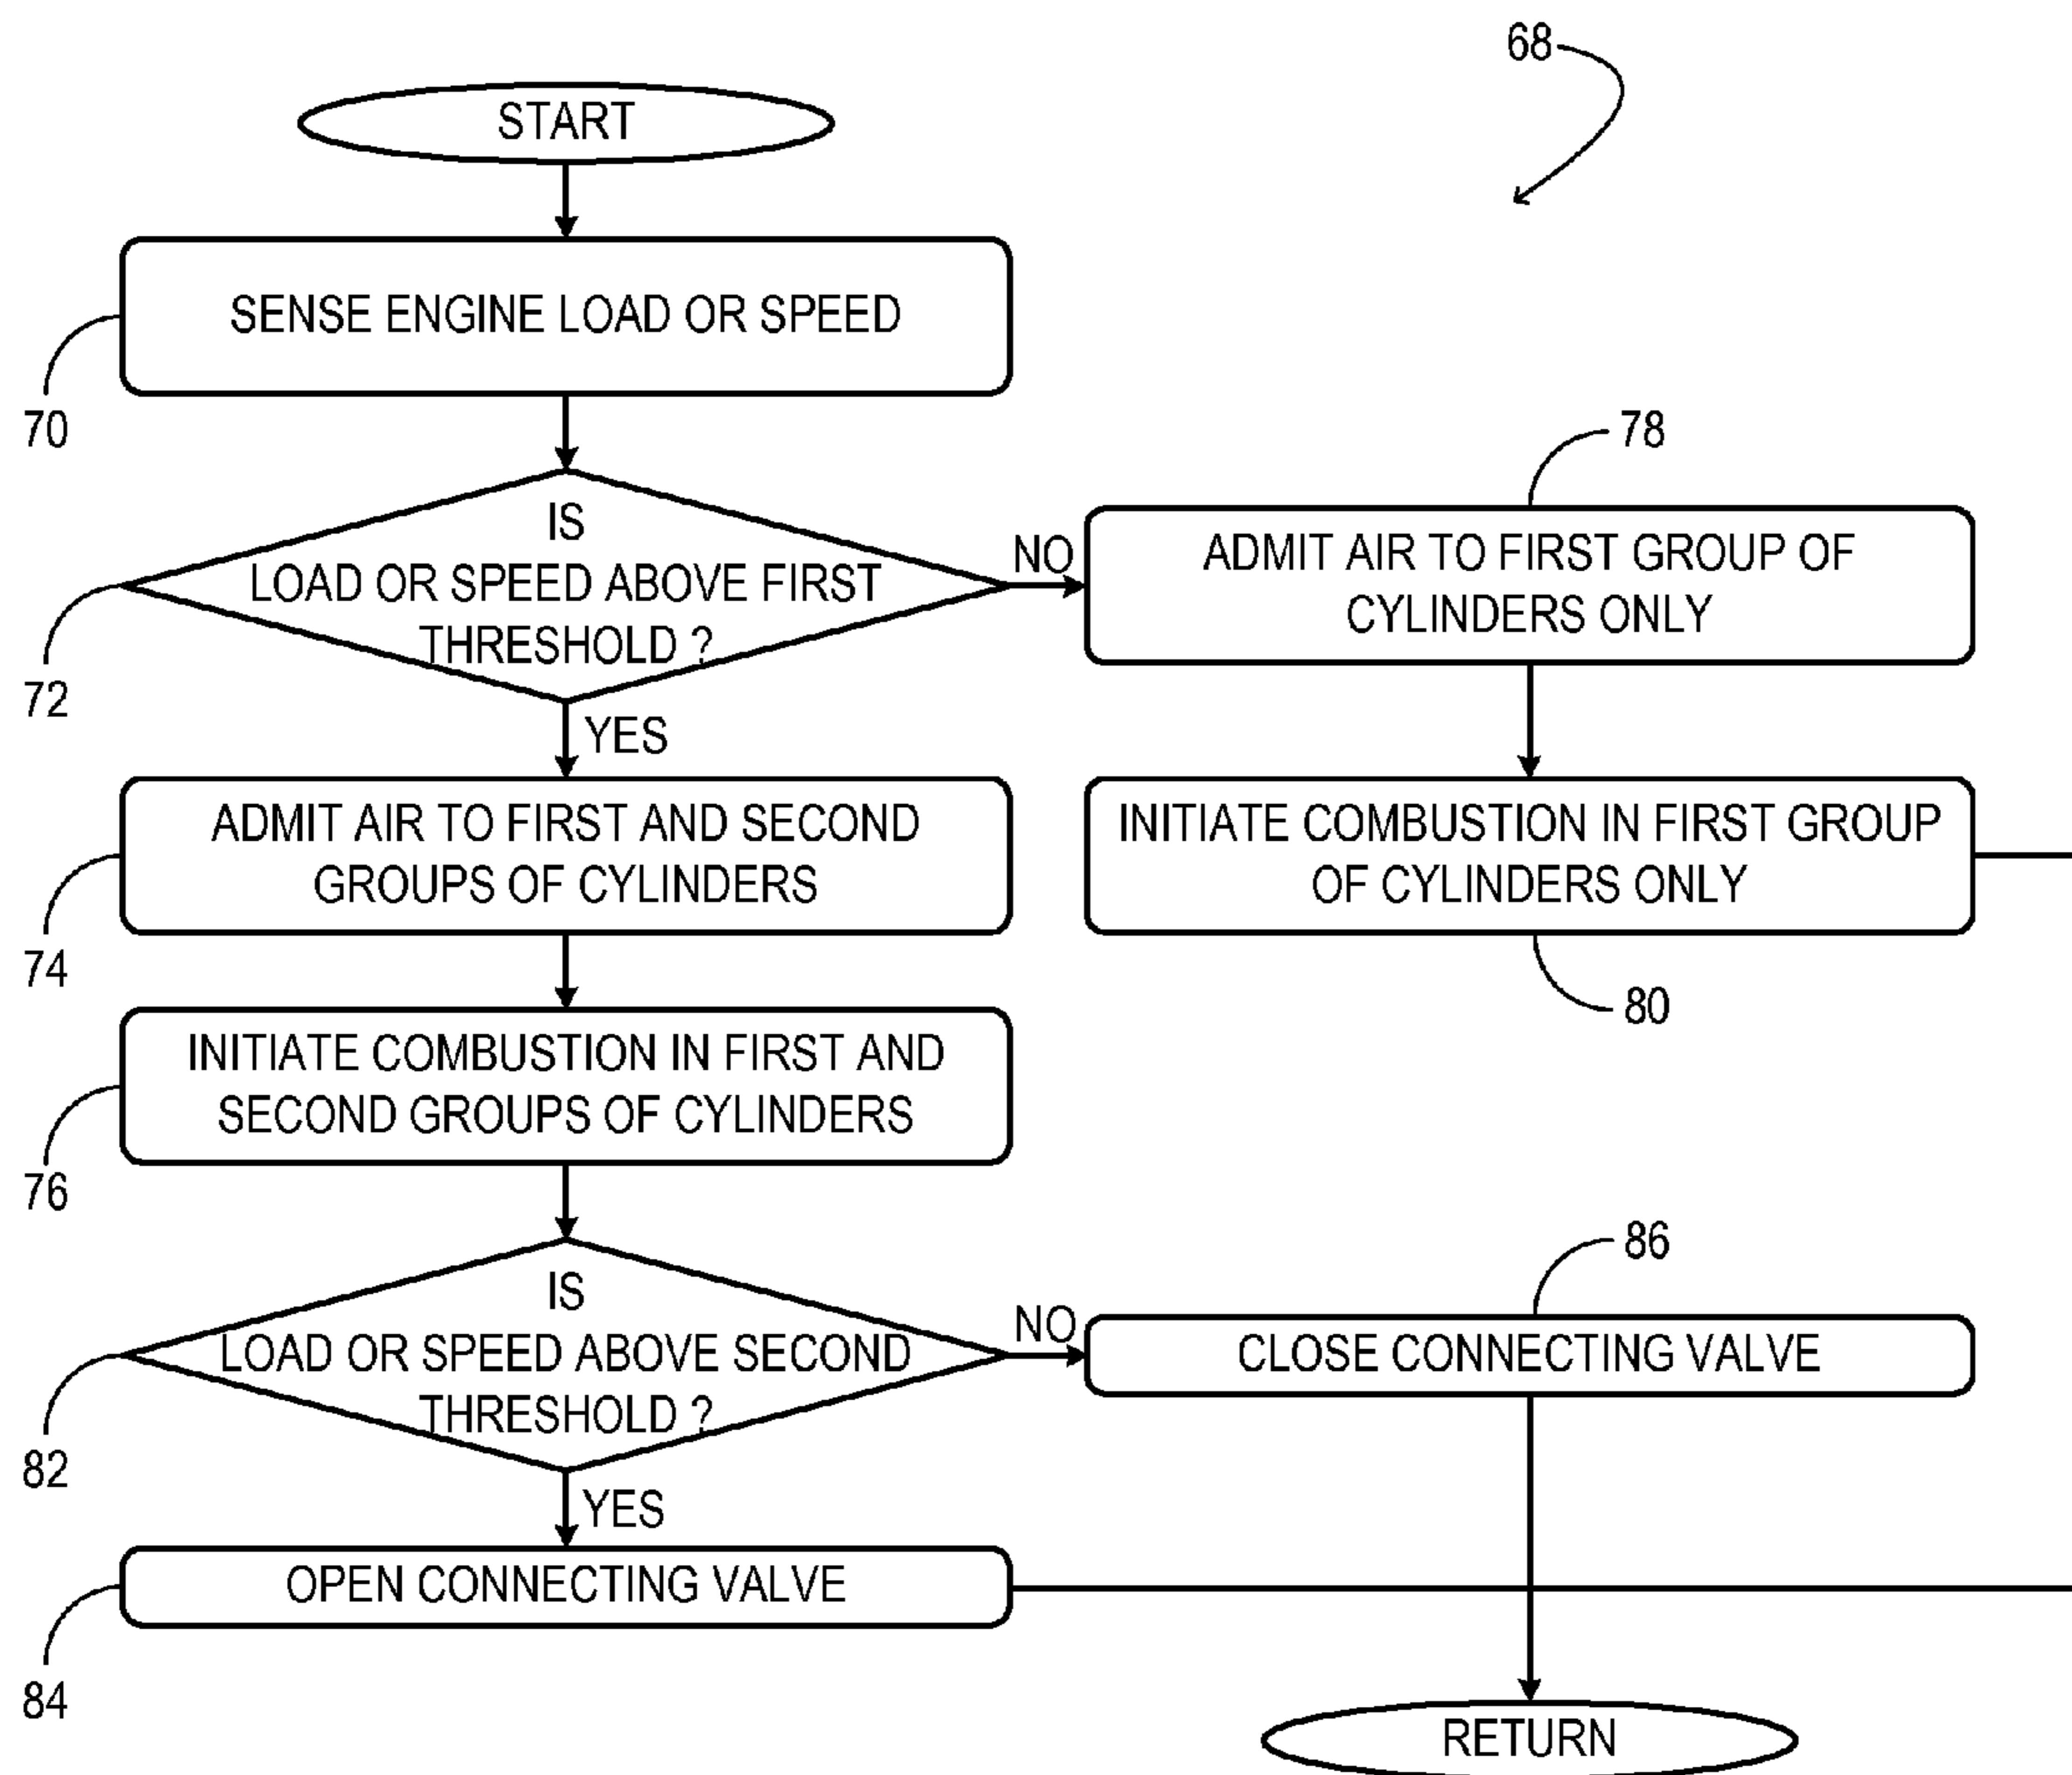 68
START
SENSE ENGINE LOAD OR SPEED
70
IS
LOAD OR SPEED ABOVE FIRST
THRESHOLD ?
72
NO
78
ADMIT AIR TO FIRST GROUP OF
CYLINDERS ONLY
YES
ADMIT AIR TO FIRST AND SECOND
GROUPS OF CYLINDERS
74
INITIATE COMBUSTION IN FIRST GROUP
OF CYLINDERS ONLY
80
INITIATE COMBUSTION IN FIRST AND
SECOND GROUPS OF CYLINDERS
76
IS
LOAD OR SPEED ABOVE SECOND
THRESHOLD ?
82
NO
86
CLOSE CONNECTING VALVE
YES
OPEN CONNECTING VALVE
84
RETURN